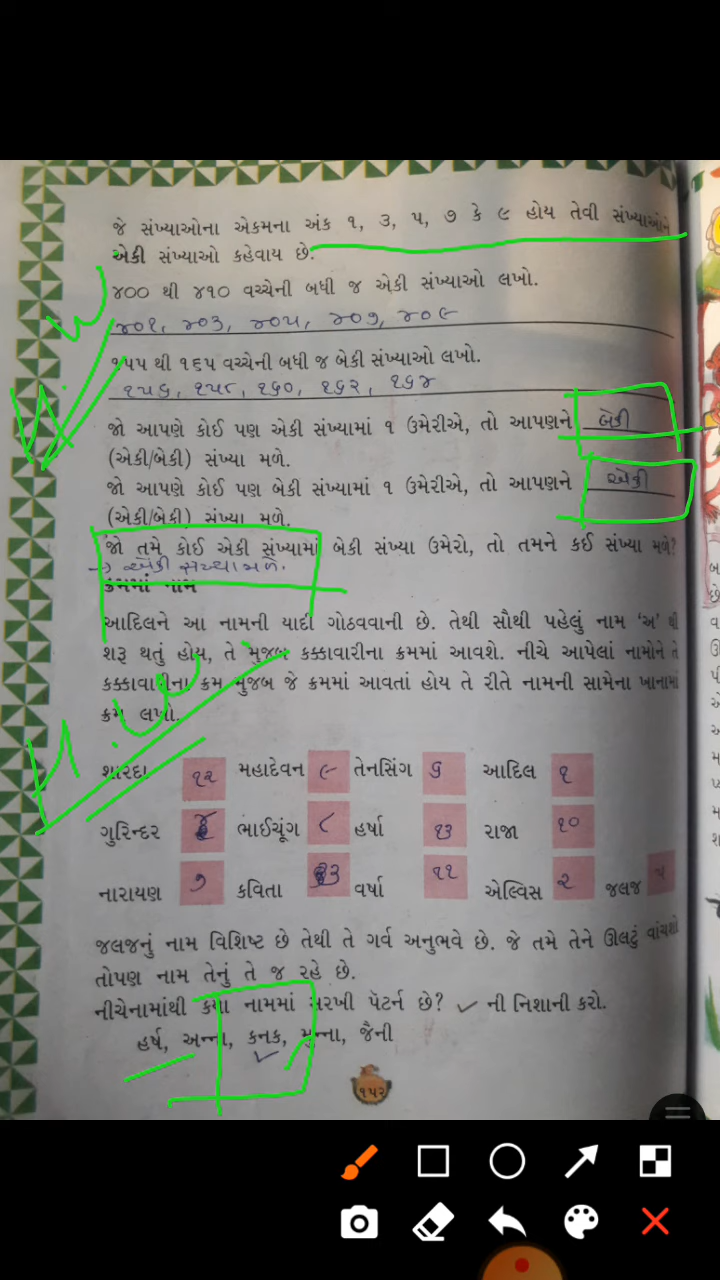 જે સંખ્યાઓના એકમના અંક ૧, ૩, ૫, ૭ કે ૯ હોય તેવી સંખ્યાઓને
એકી સંખ્યાઓ કહેવાય છે.
૪૦૦ થી ૪૧૦ વચ્ચેની બધી જ એકી સંખ્યાઓ લખો.
૪૦૧, ૪૦૩, ૪૦૫, ૪૦૭, ૪૦૯
૧૫૫ થી ૧૬૫ વચ્ચેની બધી જ બેકી સંખ્યાઓ લખો.
૧૫૬, ૧૫૮, ૧૬૦, ૧૬૨, ૧૬૪
જો આપણે કોઈ પણ એકી સંખ્યામાં ૧ ઉમેરીએ, તો આપણને બેકી
(એકી/બેકી) સંખ્યા મળે.
જો આપણે કોઈ પણ બેકી સંખ્યામાં ૧ ઉમેરીએ, તો આપણને એકી
(એકી/બેકી) સંખ્યા મળે.
જો તમે કોઈ એકી સંખ્યામાં બેકી સંખ્યા ઉમેરો, તો તમને કઈ સંખ્યા મળે?
→ એકી સંખ્યા મળે.
ક્રમમાં નામ
આદિલને આ નામની યાદી ગોઠવવાની છે. તેથી સૌથી પહેલું નામ ‘અ’ થી
શરૂ થતું હોય, તે મુજબ કક્કાવારીના ક્રમમાં આવશે. નીચે આપેલાં નામોને તે
કક્કાવારીના ક્રમ મુજબ જે ક્રમમાં આવતાં હોય તે રીતે નામની સામેના ખાનામાં
ક્રમ લખો.
શારદા ૧૨ મહાદેવન ૯ તેનસિંગ ૬ આદિલ ૧
ગુરિન્દર ૪ ભાઈચૂંગ ૮ હર્ષા ૧૩ રાજા ૧૦
નારાયણ ૭ કવિતા ૩ વર્ષા ૧૧ એલ્વિસ ૨ જલજ ૫
જલજનું નામ વિશિષ્ટ છે તેથી તે ગર્વ અનુભવે છે. જે તમે તેને ઊલટું વાંચશો
તોપણ નામ તેનું તે જ રહે છે.
નીચેનામાંથી કયા નામમાં સરખી પૅટર્ન છે? ✓ ની નિશાની કરો.
હર્ષ, અન્ના, કનક, મુન્ના, જૈની
૧૫૨